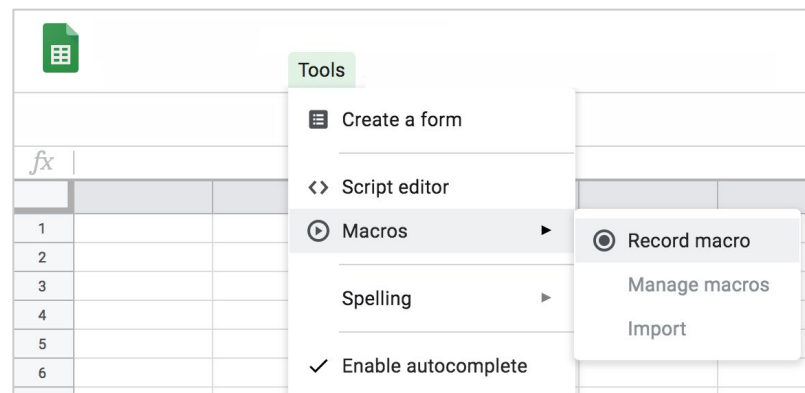 Tools
Create a form
fx
Script editor
1
Macros
Record macro
2
3
Manage macros
Spelling
4
Import
5
6
Enable autocomplete